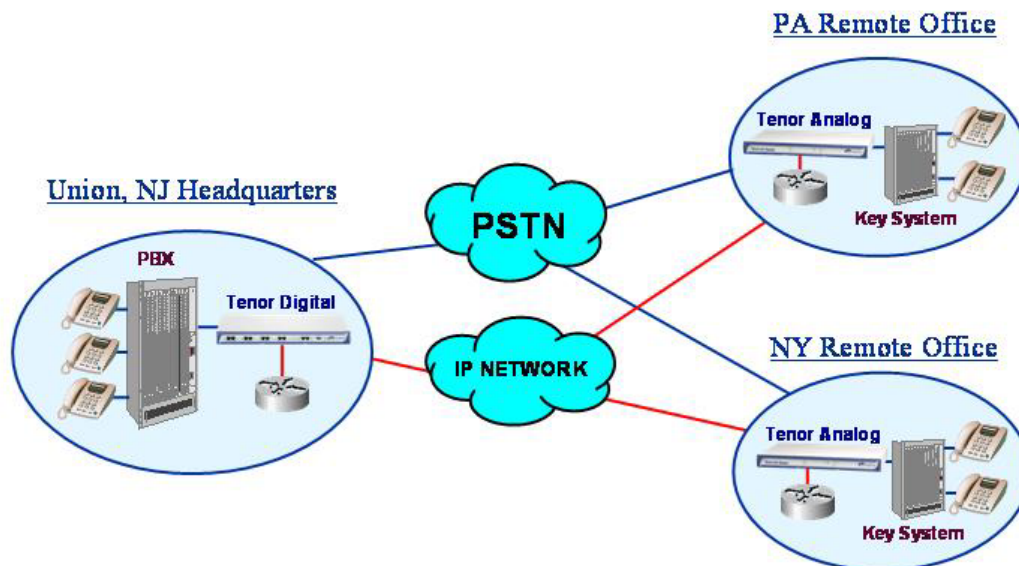 PA Remote Office
Tenor Analog
Key System
Union, NJ Headquarters
PBX
Tenor Digital
PSTN
IP NETWORK
NY Remote Office
Tenor Analog
Key System